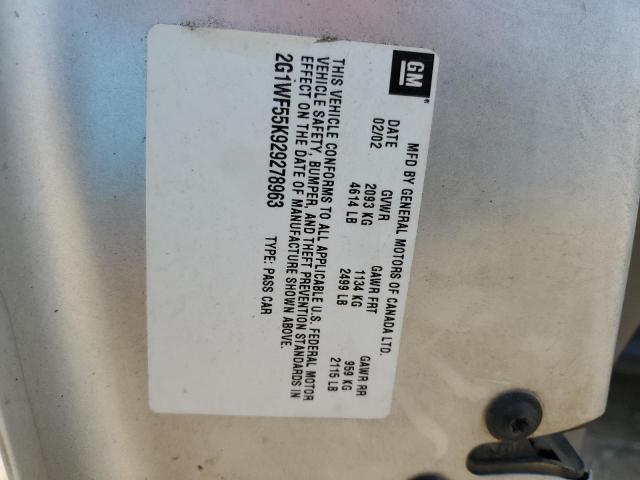 GM
MFD BY GENERAL MOTORS OF CANADA LTD.
DATE GVWR GAWR FRT GAWR RR
02/02 2093 KG 1134 KG 959 KG
4614 LB 2499 LB 2115 LB
THIS VEHICLE CONFORMS TO ALL APPLICABLE U.S. FEDERAL MOTOR
VEHICLE SAFETY, BUMPER, AND THEFT PREVENTION STANDARDS IN
EFFECT ON THE DATE OF MANUFACTURE SHOWN ABOVE.
2G1WF55K929278963 TYPE: PASS CAR